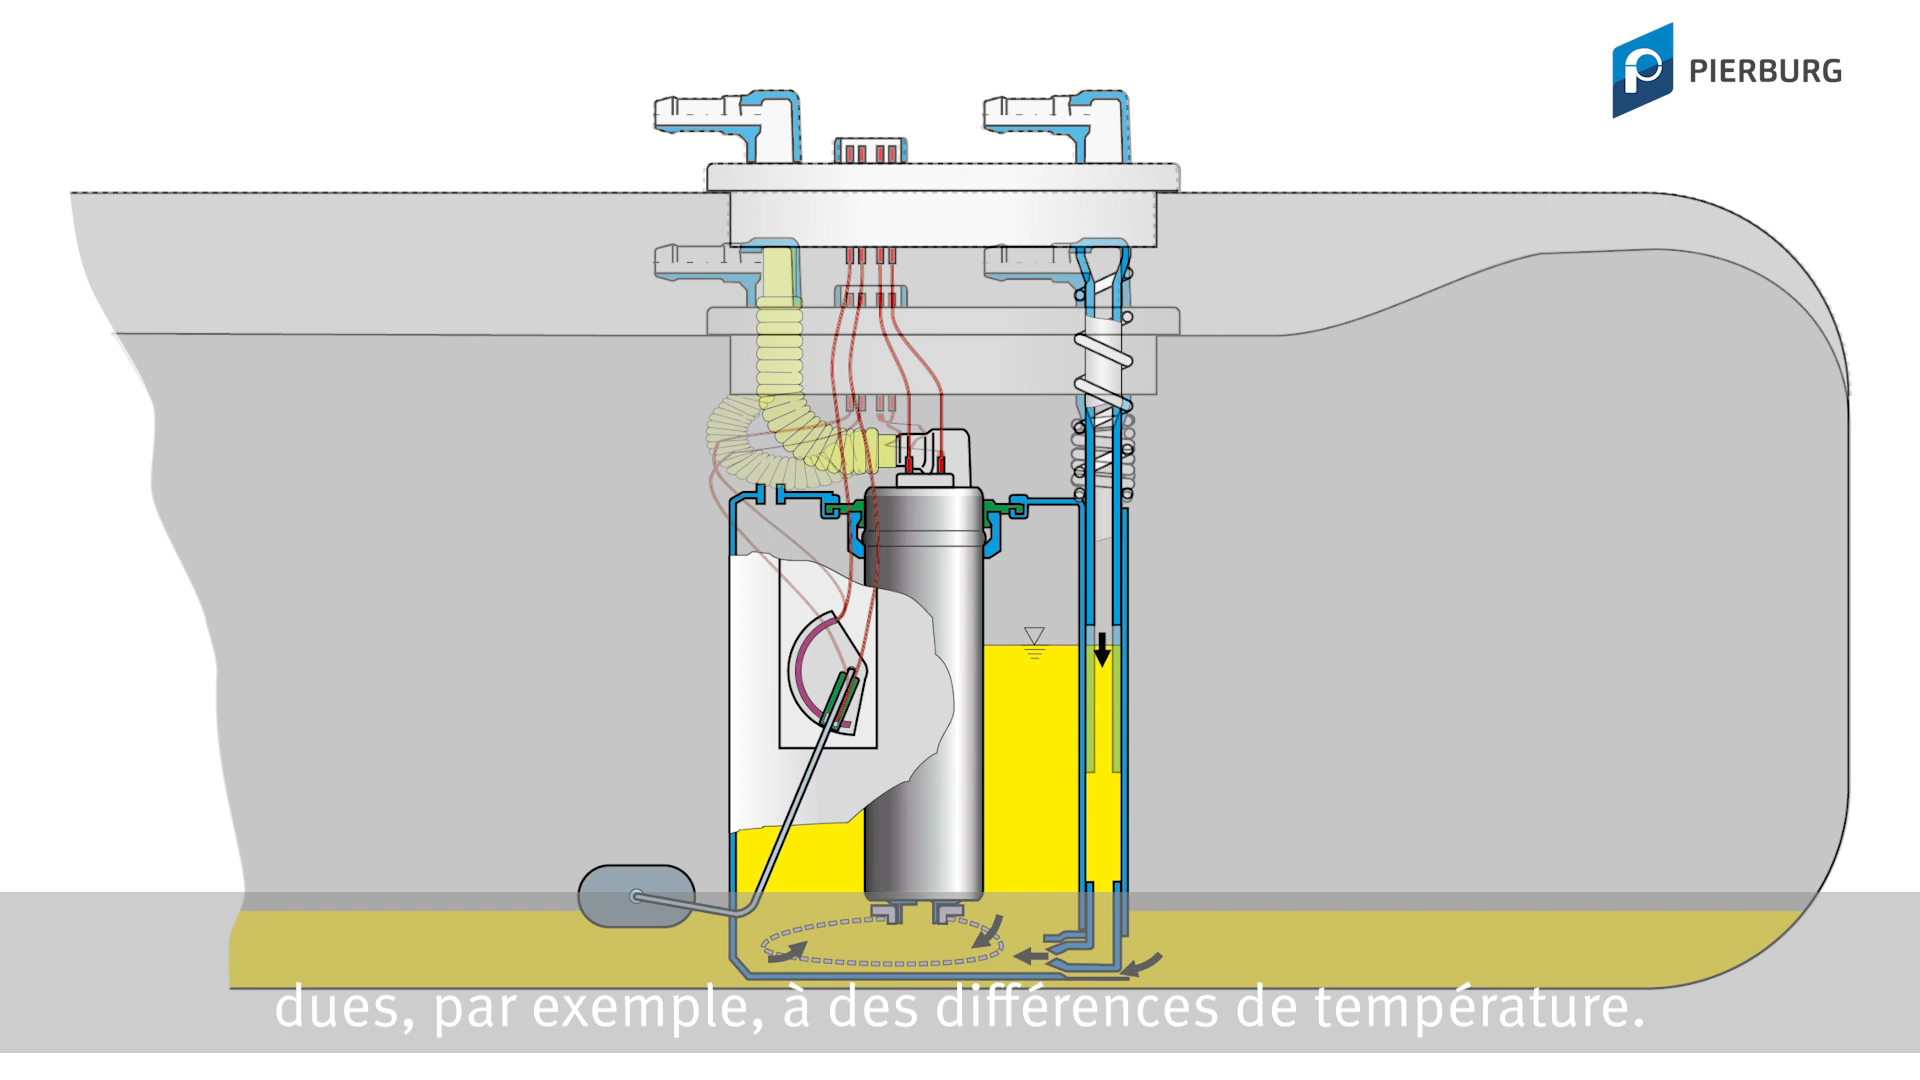 PIERBURG
dues, par exemple, à des différences de température.